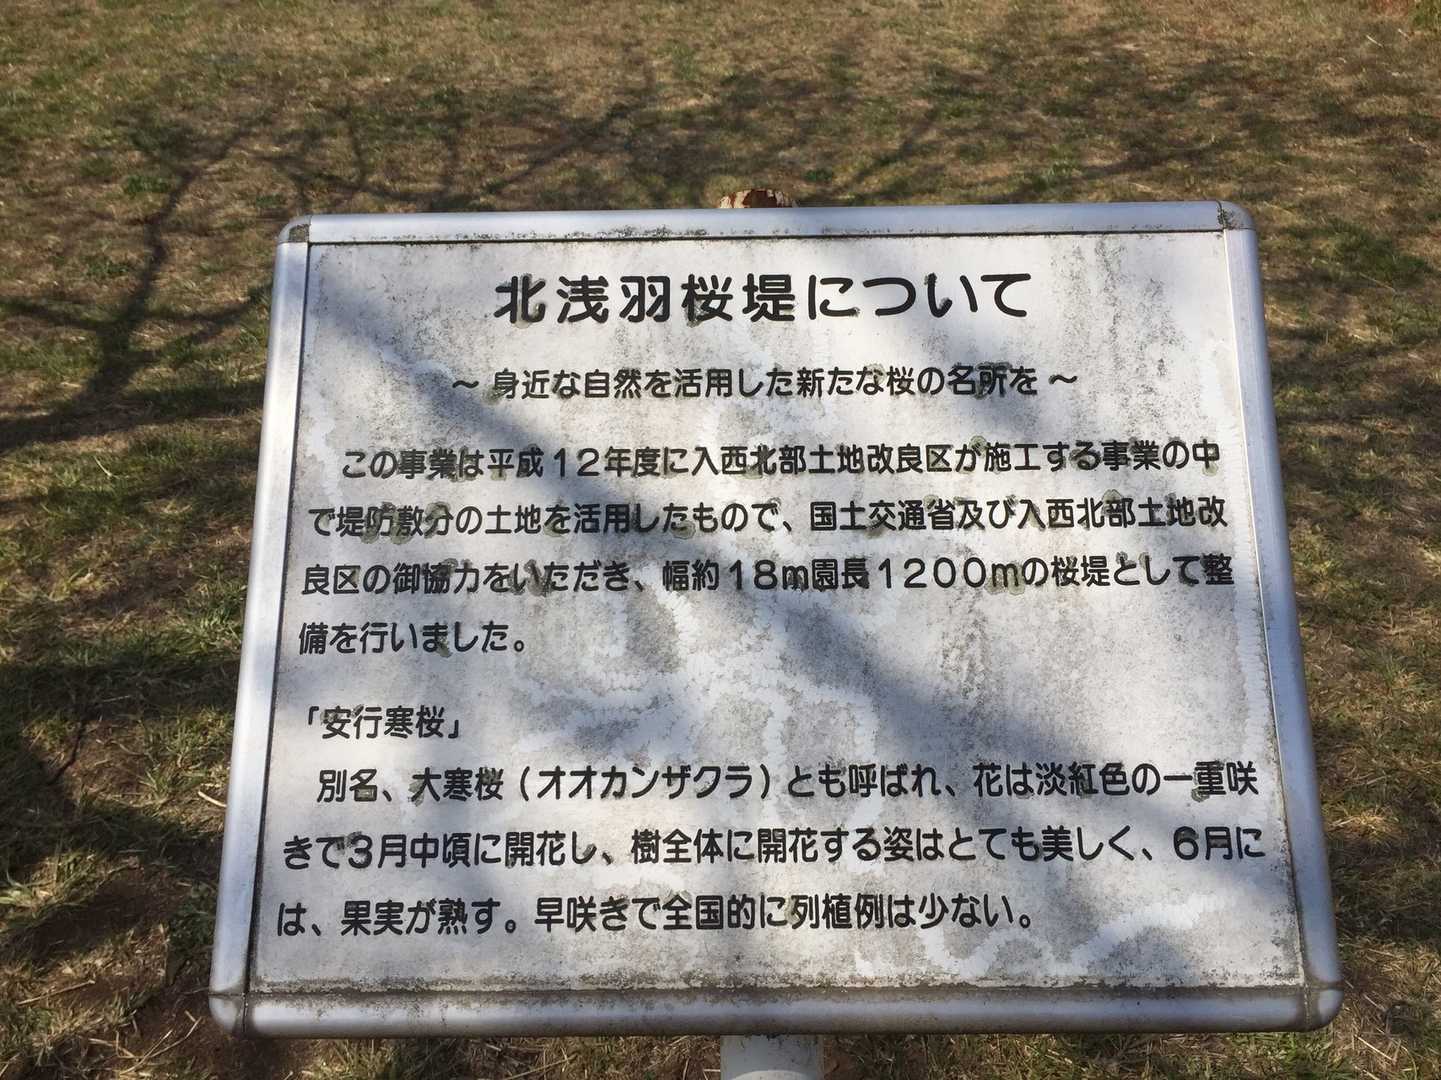 北浅羽桜堤について
～ 身近な自然を活用した新たな桜の名所を ～
この事業は平成12年度に入西北部土地改良区が施工する事業の中
で堤防敷分の土地を活用したもので、国土交通省及び入西北部土地改
良区の御協力をいただき、幅約18m園長1200mの桜堤として整
備を行いました。
「安行寒桜」
別名、大寒桜（オオカンザクラ）とも呼ばれ、花は淡紅色の一重咲
きで3月中頃に開花し、樹全体に開花する姿はとても美しく、6月に
は、果実が熟す。早咲きで全国的に列植例は少ない。